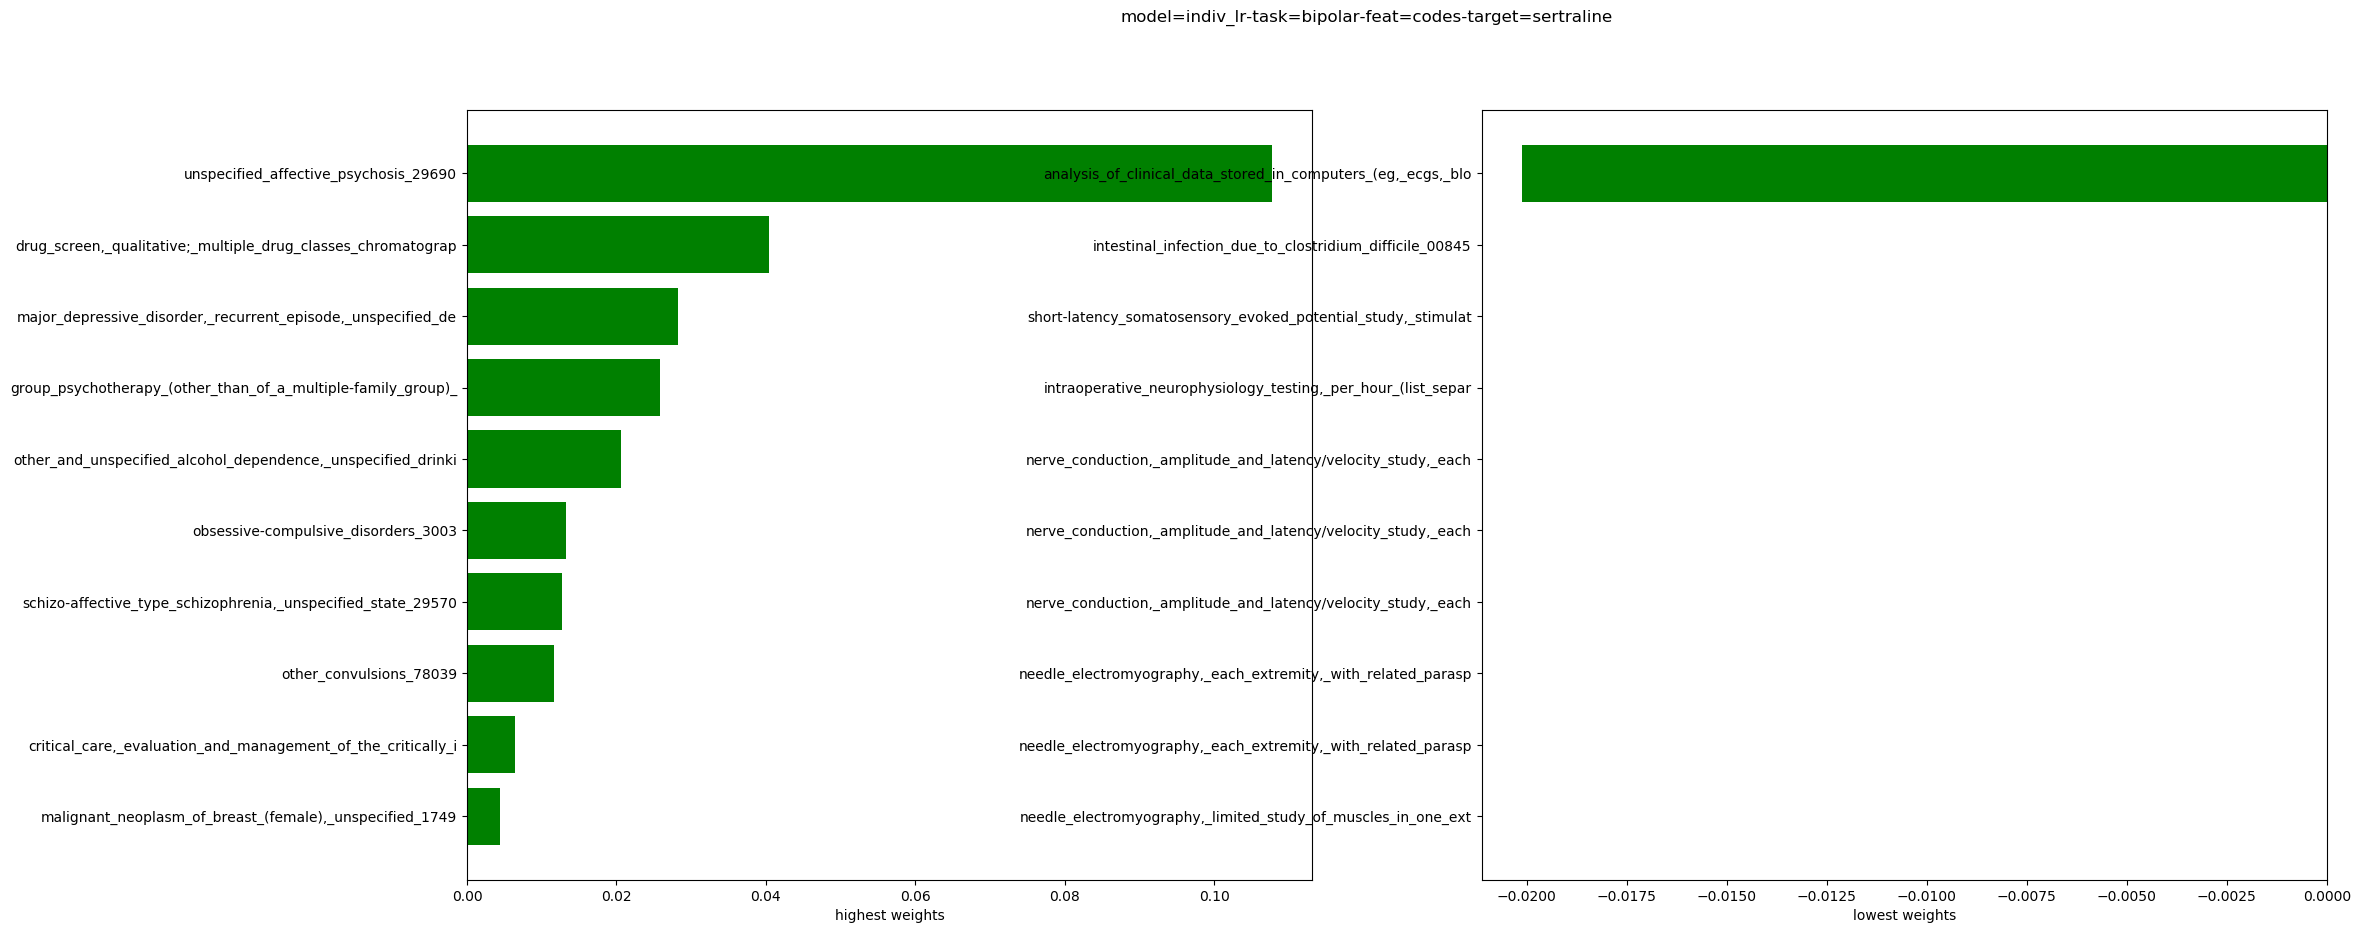 model=indiv_lr-task=bipolar-feat=codes-target=sertraline
unspecified_affective_psychosis_29690
drug_screen,_qualitative;_multiple_drug_classes_chromatograp
major_depressive_disorder,_recurrent_episode,_unspecified_de
group_psychotherapy_(other_than_of_a_multiple-family_group)_
other_and_unspecified_alcohol_dependence,_unspecified_drinki
obsessive-compulsive_disorders_3003
schizo-affective_type_schizophrenia,_unspecified_state_29570
other_convulsions_78039
critical_care,_evaluation_and_management_of_the_critically_i
malignant_neoplasm_of_breast_(female),_unspecified_1749
0.00 0.02 0.04 0.06 0.08 0.10
highest weights
analysis_of_clinical_data_stored_in_computers_(eg,_ecgs,_blo
intestinal_infection_due_to_clostridium_difficile_00845
short-latency_somatosensory_evoked_potential_study,_stimulat
intraoperative_neurophysiology_testing,_per_hour_(list_separ
nerve_conduction,_amplitude_and_latency/velocity_study,_each
nerve_conduction,_amplitude_and_latency/velocity_study,_each
nerve_conduction,_amplitude_and_latency/velocity_study,_each
needle_electromyography,_each_extremity,_with_related_parasp
needle_electromyography,_each_extremity,_with_related_parasp
needle_electromyography,_limited_study_of_muscles_in_one_ext
−0.0200 −0.0175 −0.0150 −0.0125 −0.0100 −0.0075 −0.0050 −0.0025 0.0000
lowest weights